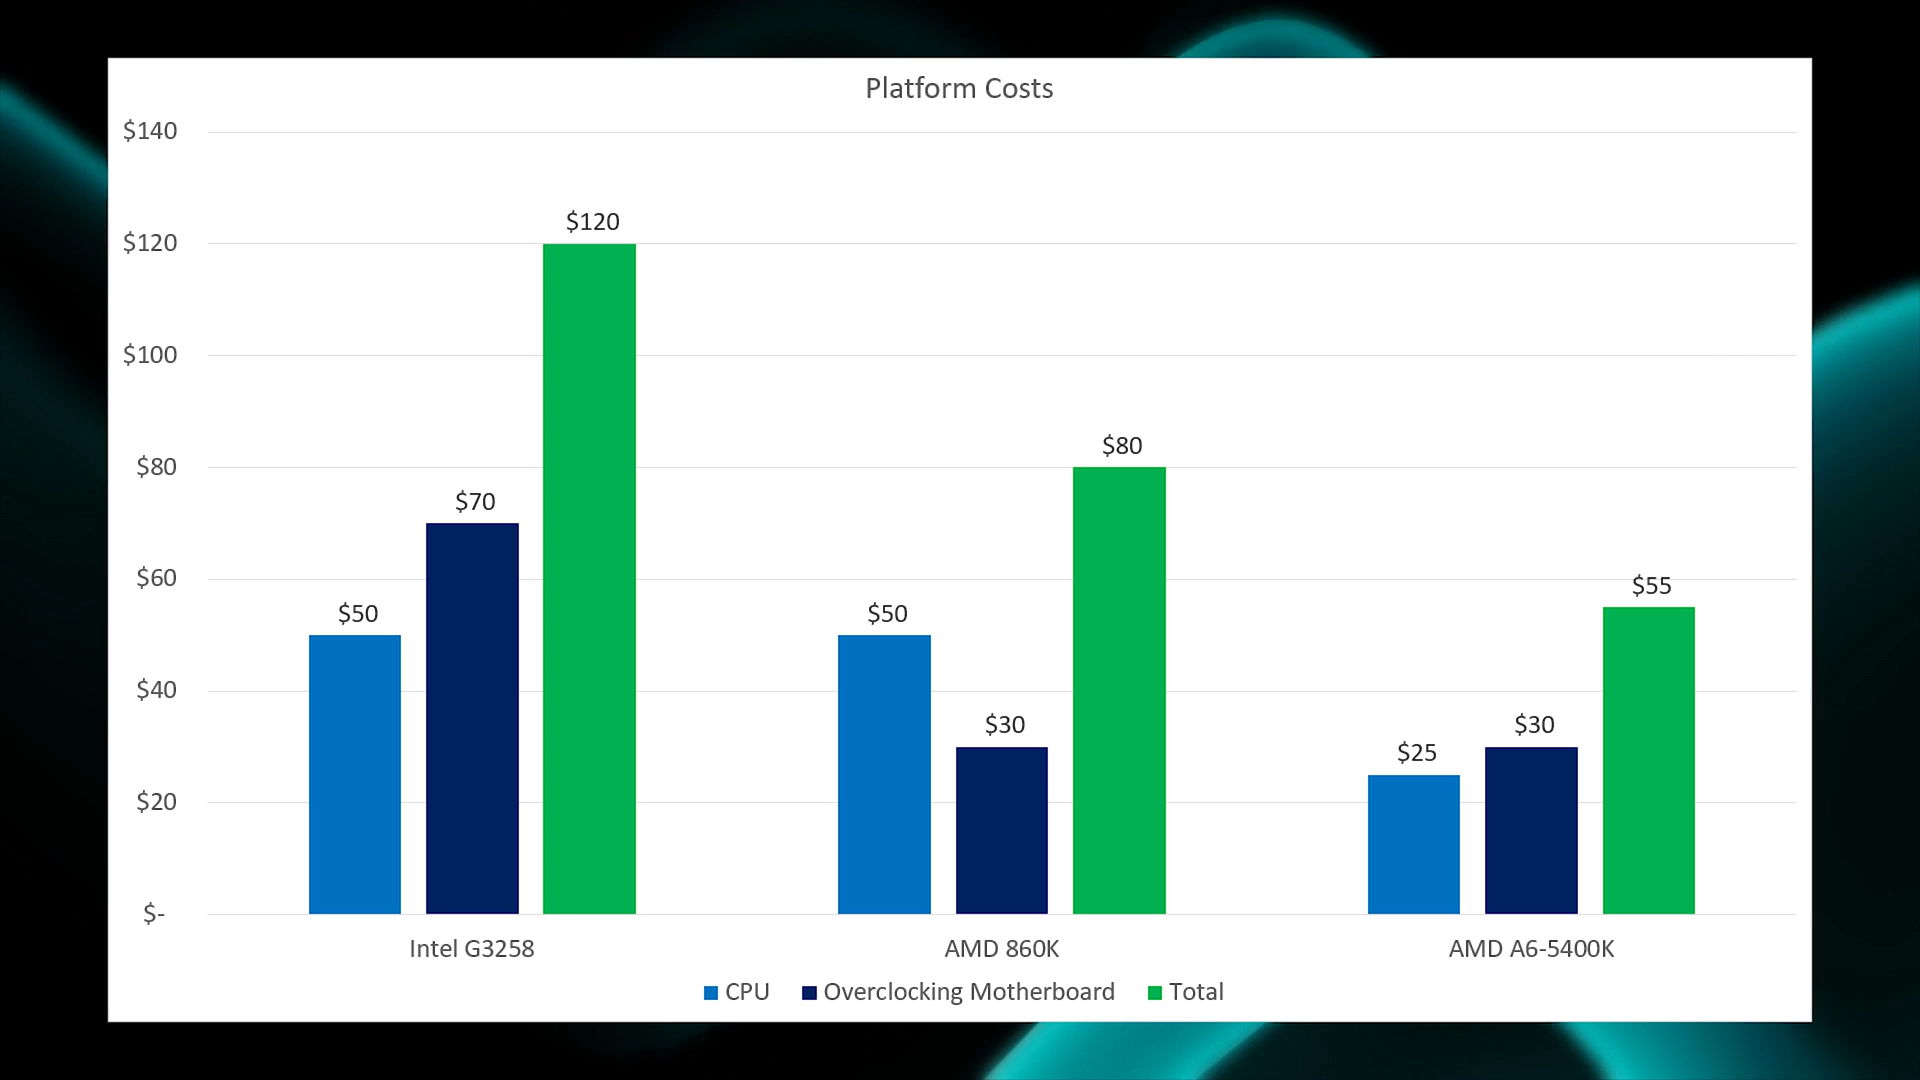 Platform Costs
$140
$120
$100
$80
$60
$40
$20
$-
$50
$70
$120
$50
$30
$80
$25
$30
$55
Intel G3258
AMD 860K
AMD A6-5400K
CPU
Overclocking Motherboard
Total